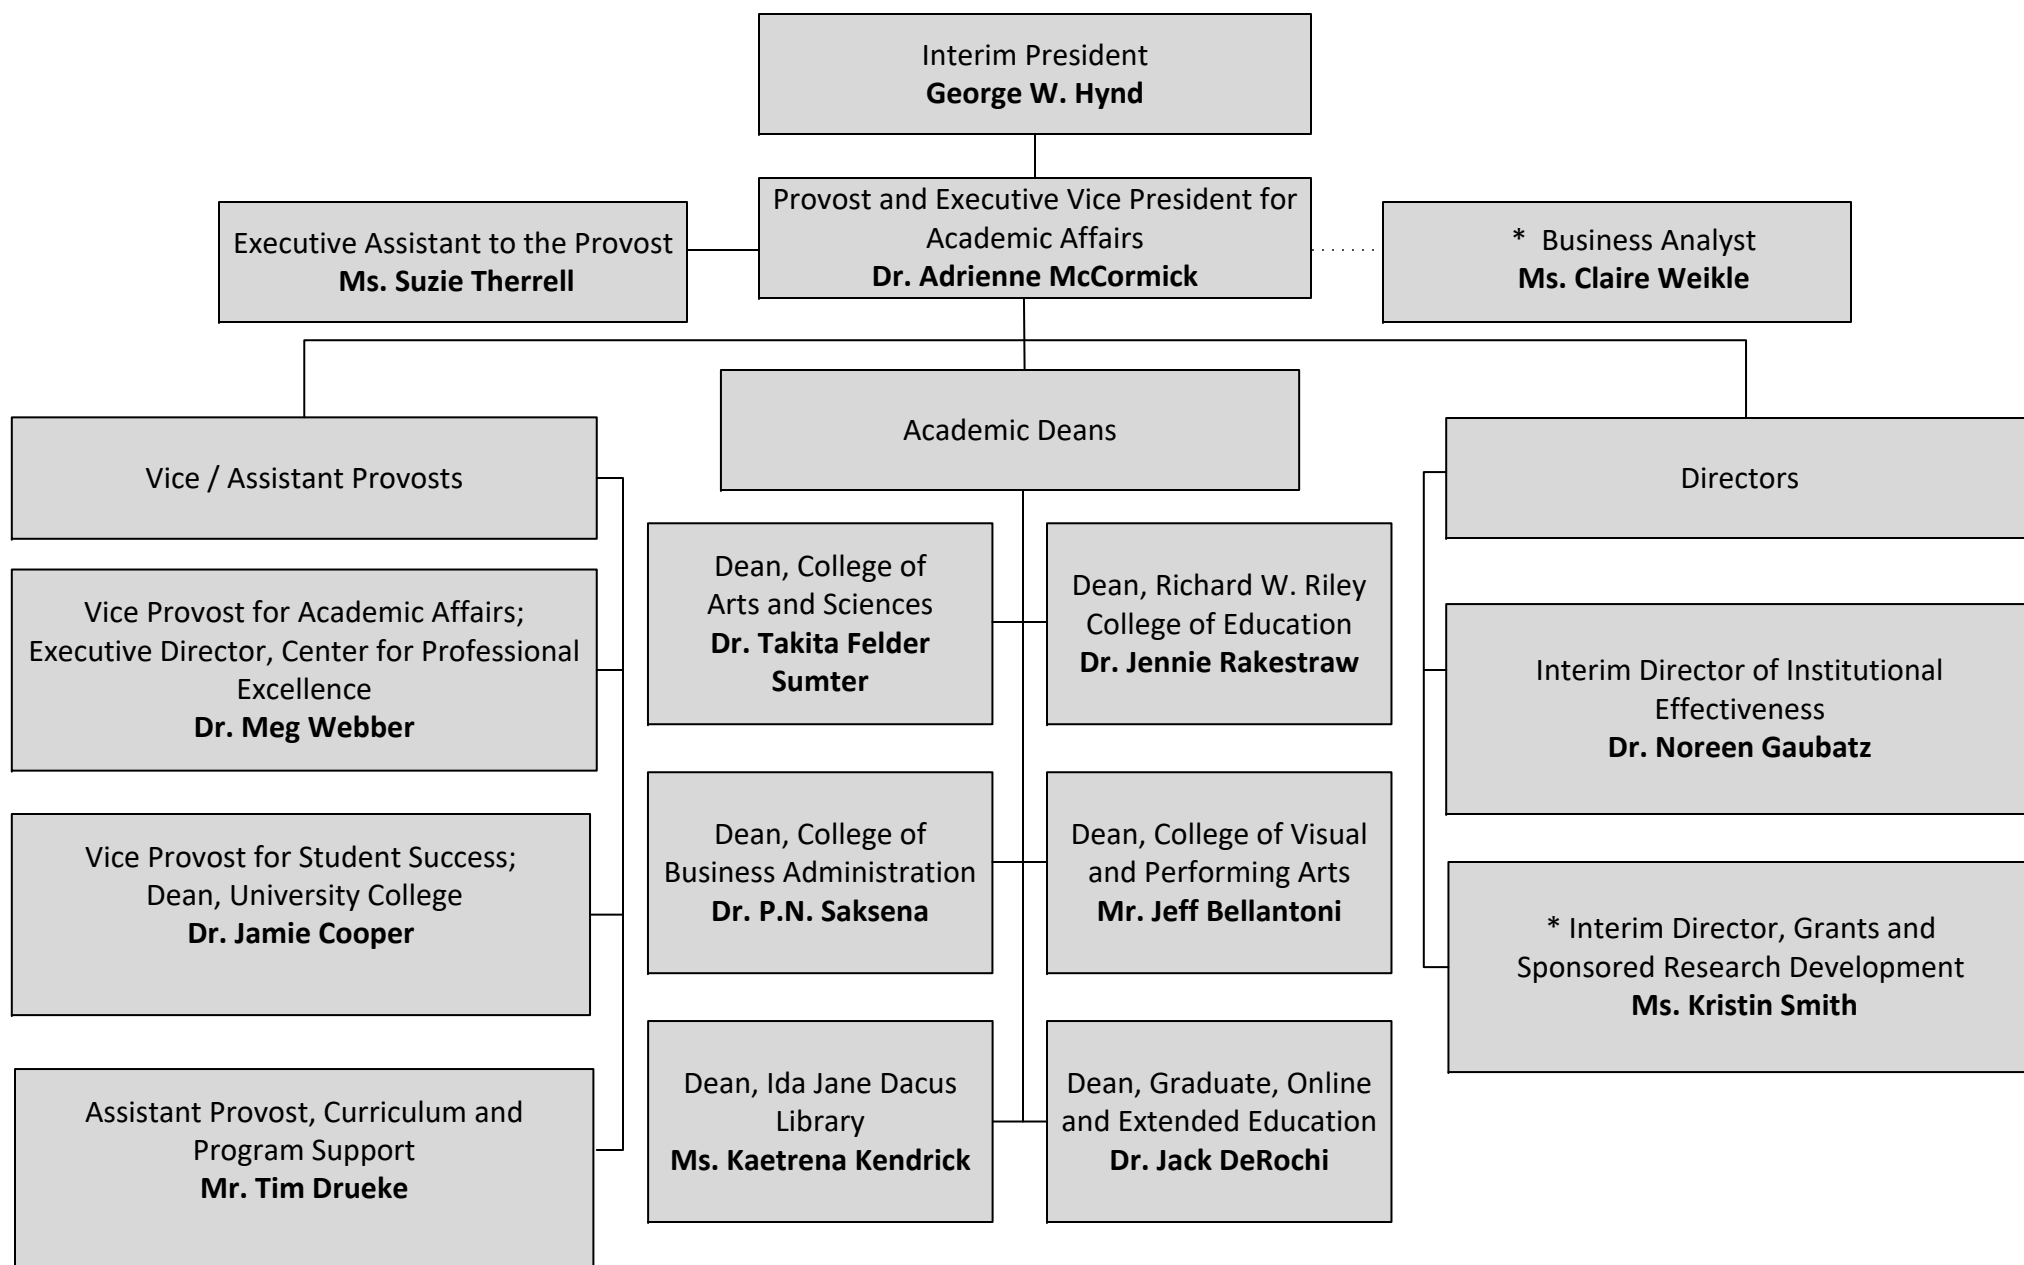 Interim President
George W. Hynd
Executive Assistant to the Provost
Ms. Suzie Therrell
Provost and Executive Vice President for
Academic Affairs
Dr. Adrienne McCormick
* Business Analyst
Ms. Claire Weikle
Vice / Assistant Provosts
Vice Provost for Academic Affairs;
Executive Director, Center for Professional
Excellence
Dr. Meg Webber
Vice Provost for Student Success;
Dean, University College
Dr. Jamie Cooper
Assistant Provost, Curriculum and
Program Support
Mr. Tim Drueke
Academic Deans
Dean, College of
Arts and Sciences
Dr. Takita Felder
Sumter
Dean, Richard W. Riley
College of Education
Dr. Jennie Rakestraw
Dean, College of
Business Administration
Dr. P.N. Saksena
Dean, College of Visual
and Performing Arts
Mr. Jeff Bellantoni
Dean, Ida Jane Dacus
Library
Ms. Kaetrena Kendrick
Dean, Graduate, Online
and Extended Education
Dr. Jack DeRochi
Directors
Interim Director of Institutional
Effectiveness
Dr. Noreen Gaubatz
* Interim Director, Grants and
Sponsored Research Development
Ms. Kristin Smith